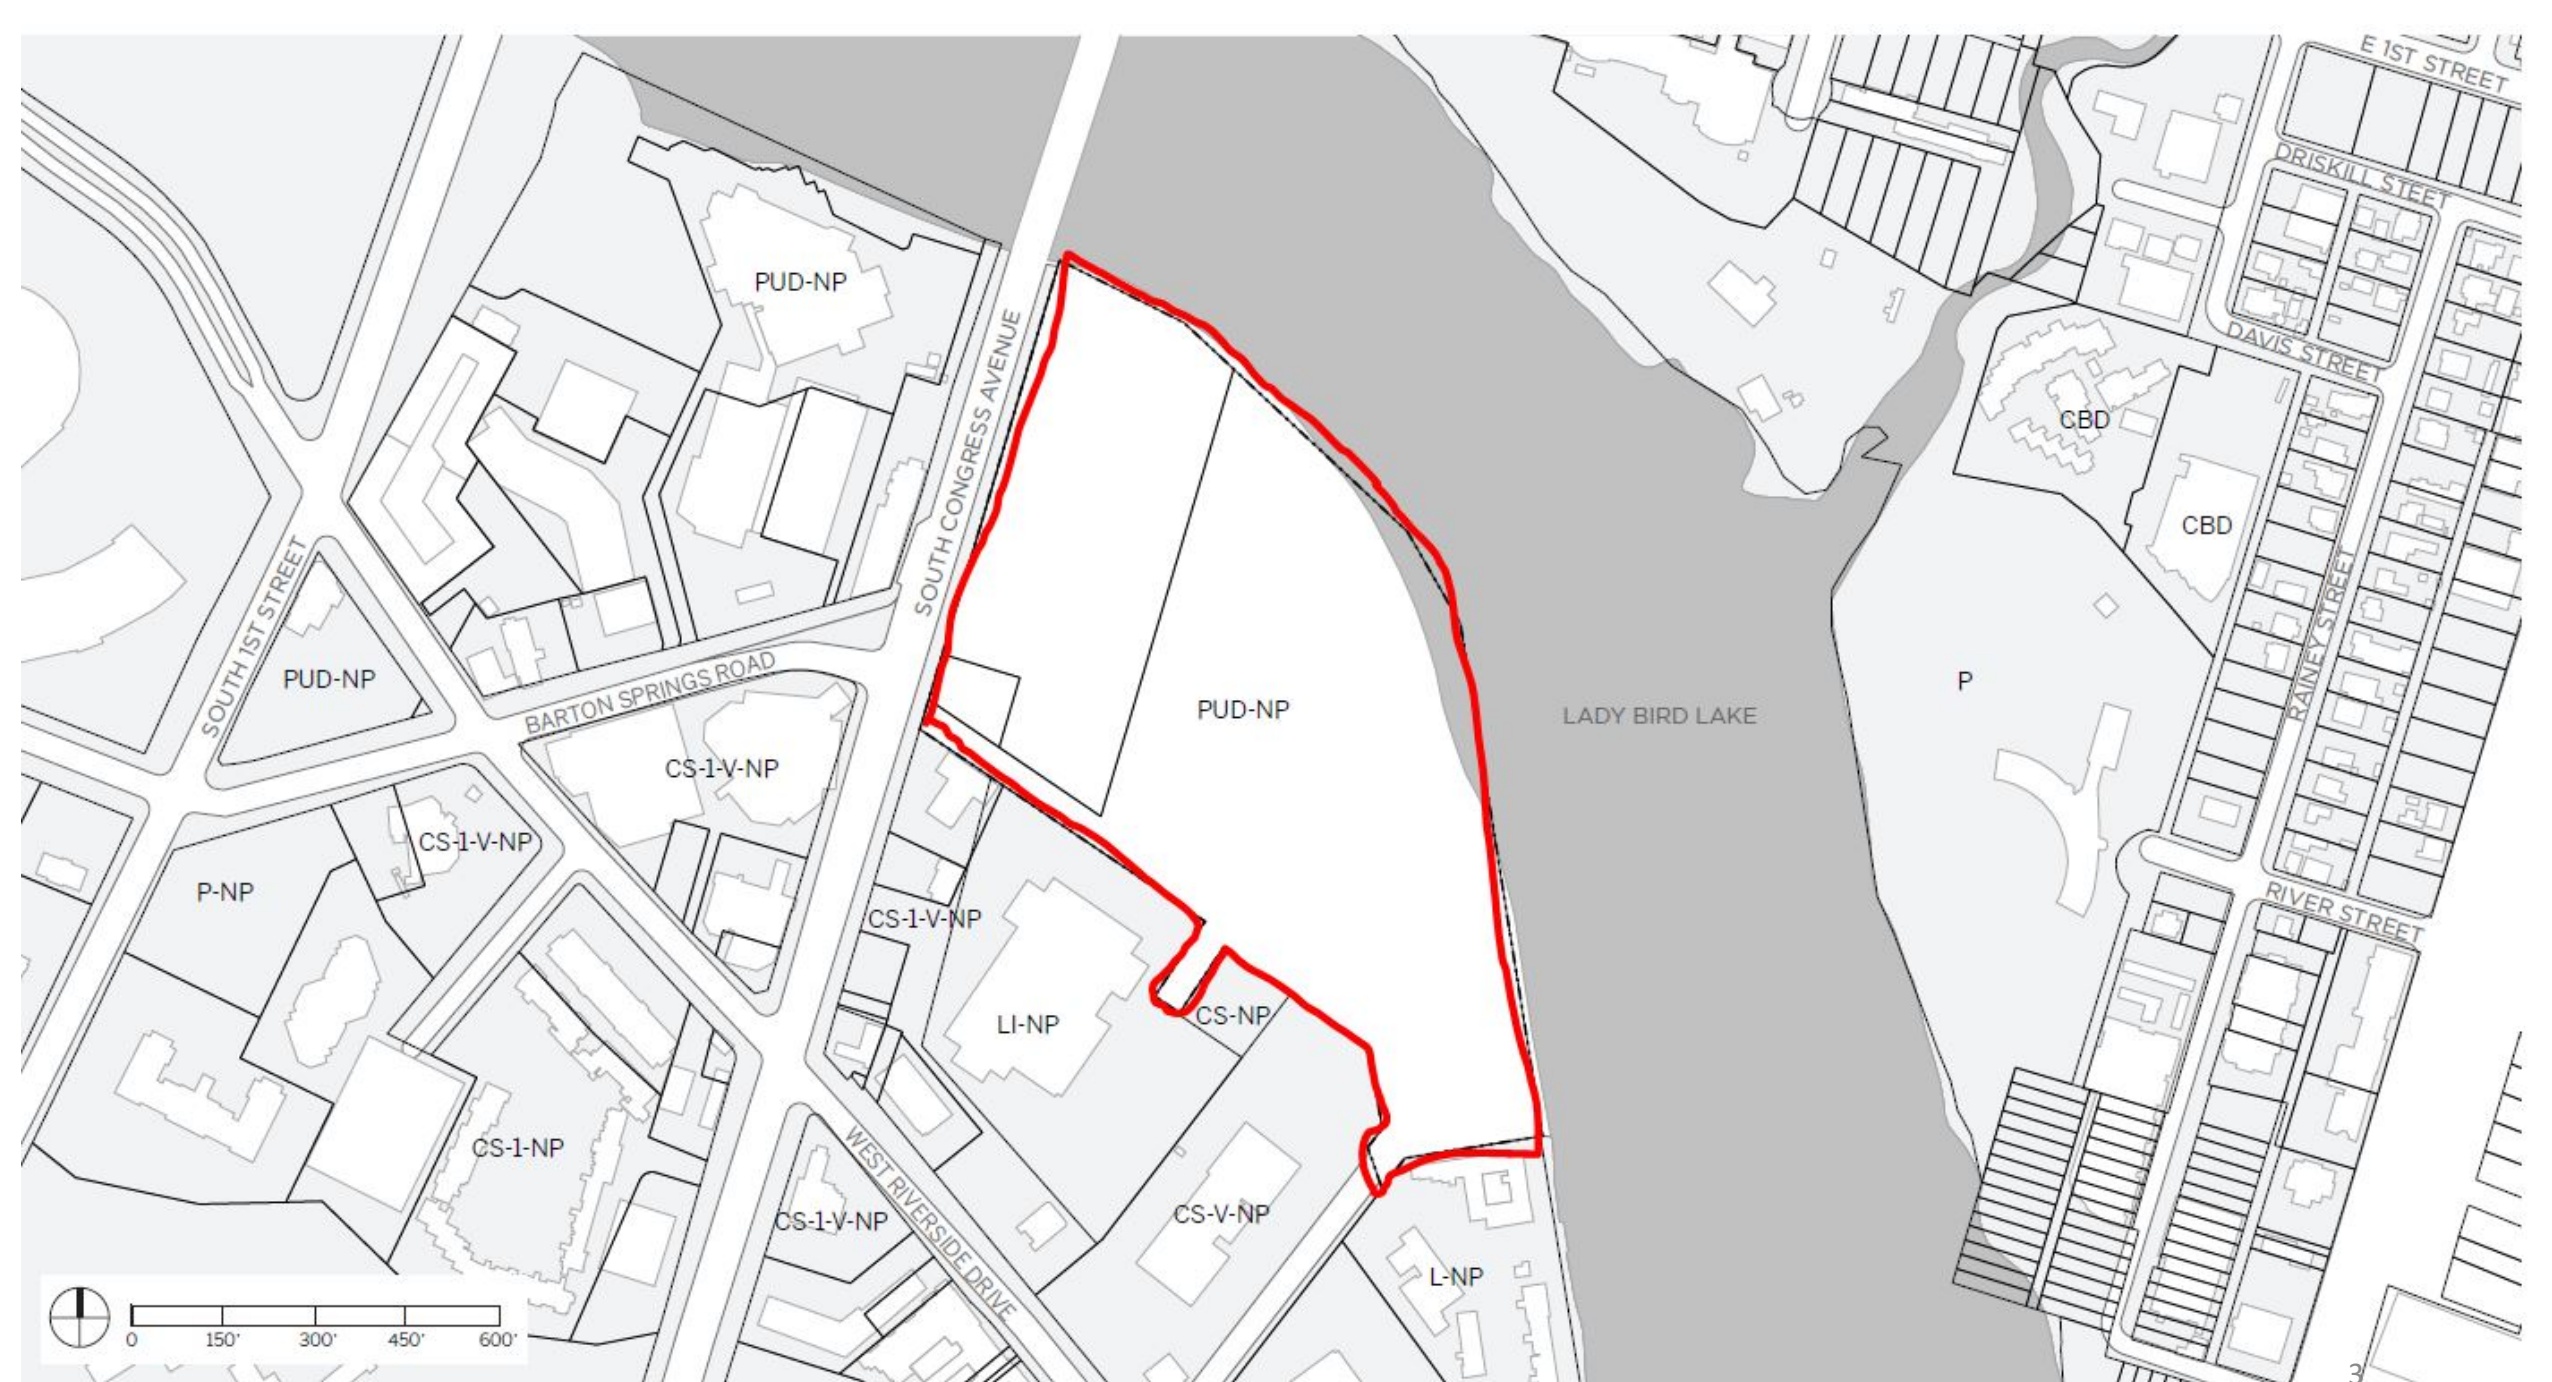 E 1ST STREET
DRISKILL STEET
PUD-NP
SOUTH CONGRESS AVENUE
DAVIS STREET
CBD
CBD
SOUTH 1ST STREET
PUD-NP
BARTON SPRINGS ROAD
PUD-NP
LADY BIRD LAKE
P
RAINEY STREET
CS-1-V-NP
CS-1-V-NP
P-NP
CS-1-V-NP
RIVER STREET
LI-NP
CS-NP
CS-1-NP
WEST RIVERSIDE DRIVE
CS-1-V-NP
CS-V-NP
L-NP
0 150' 300' 450' 600'
3